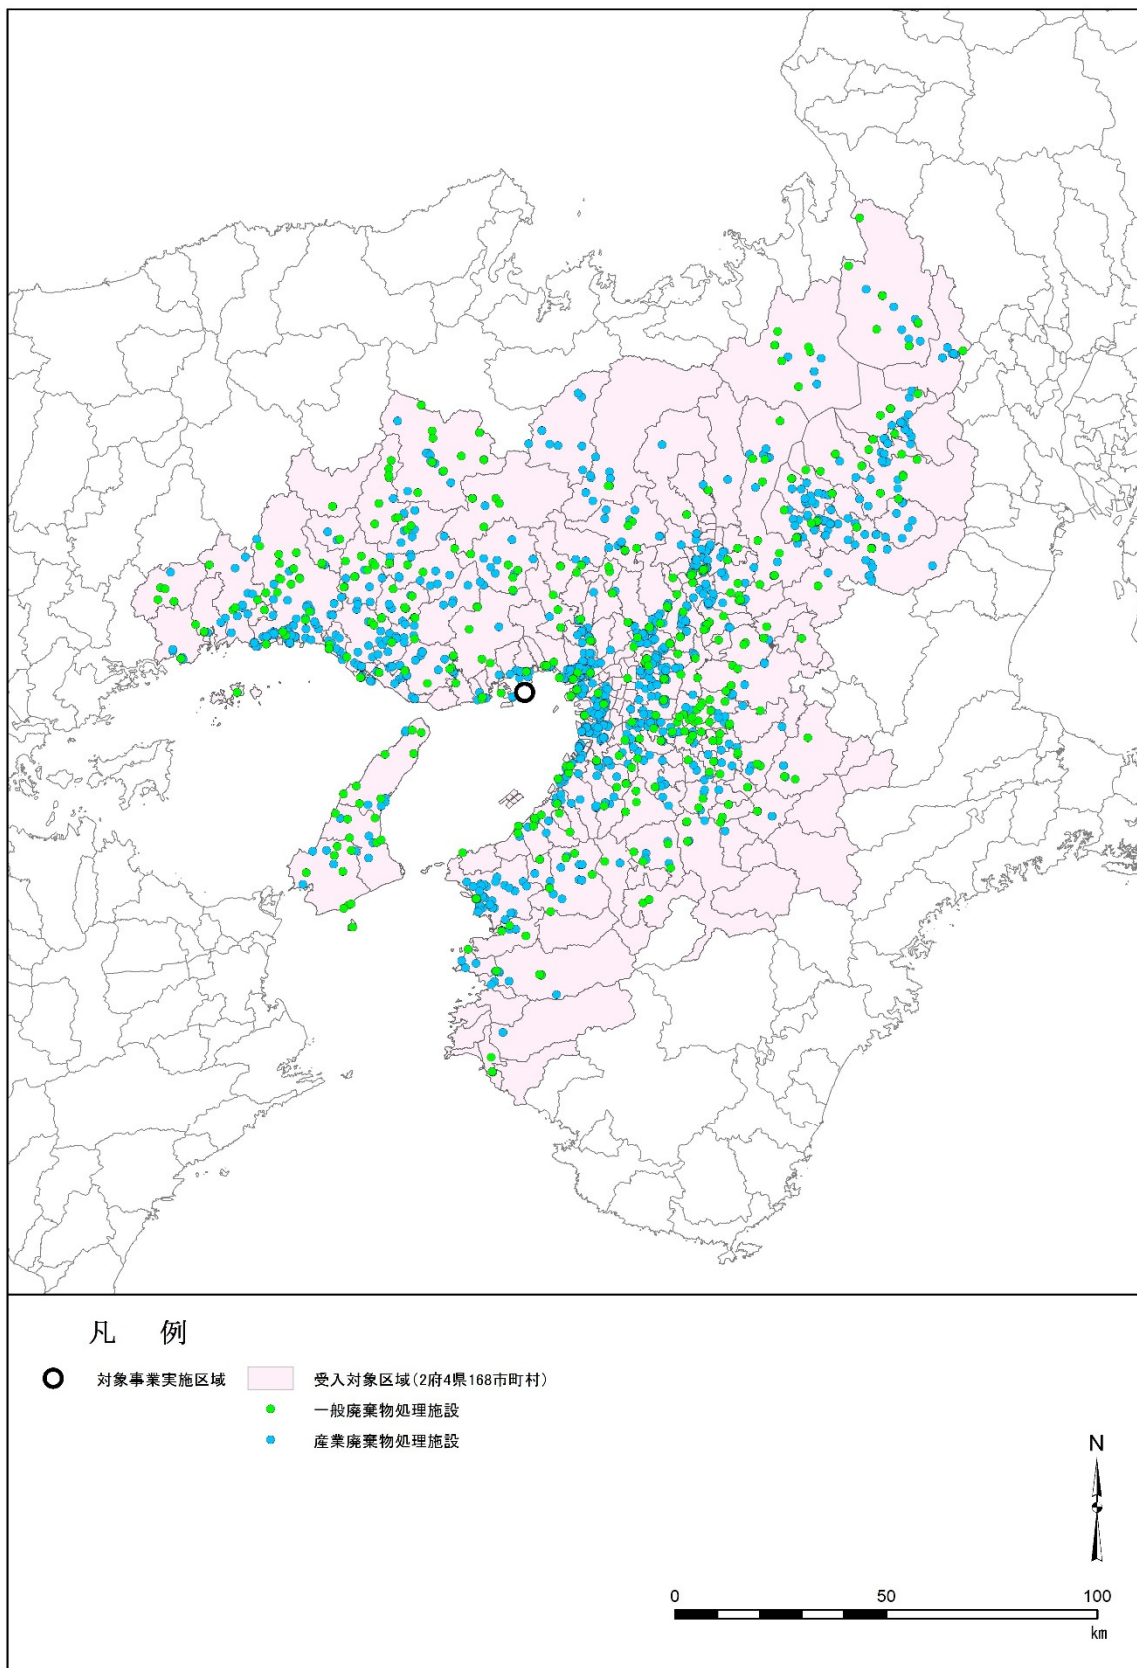 凡 例
対象事業実施区域
受入対象区域(2府4県168市町村)
一般廃棄物処理施設
産業廃棄物処理施設
N
0 50 100
km